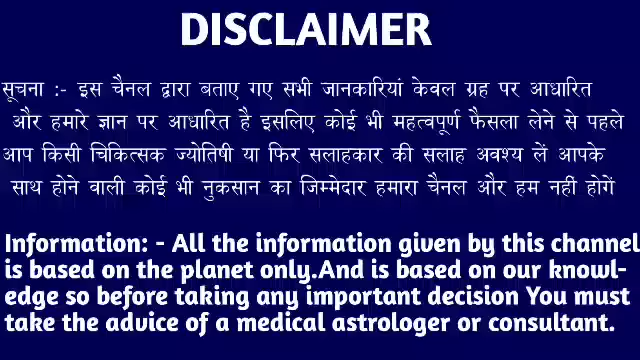 DISCLAIMER
सूचना :- इस चैनल द्वारा बताए गए सभी जानकारियां केवल ग्रह पर आधारित
और हमारे ज्ञान पर आधारित है इसलिए कोई भी महत्वपूर्ण फैसला लेने से पहले
आप किसी चिकित्सक ज्योतिषी या फिर सलाहकार की सलाह अवश्य लें आपके
साथ होने वाली कोई भी नुकसान का जिम्मेदार हमारा चैनल और हम नहीं होगें
Information: - All the information given by this channel
is based on the planet only.And is based on our knowl-
edge so before taking any important decision You must
take the advice of a medical astrologer or consultant.